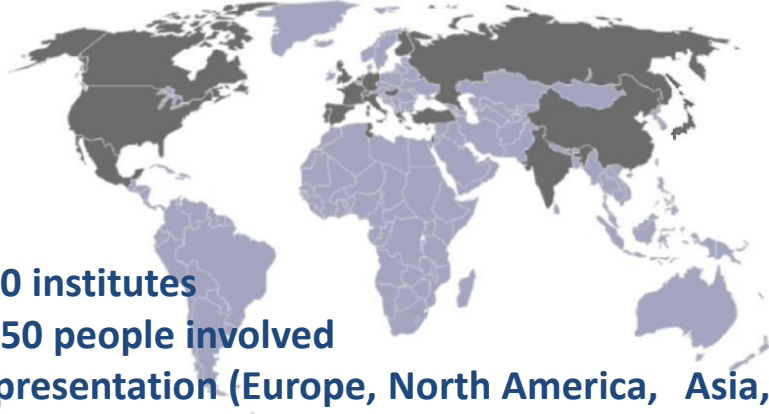 0 institutes
50 people involved
presentation (Europe, North America, Asia,